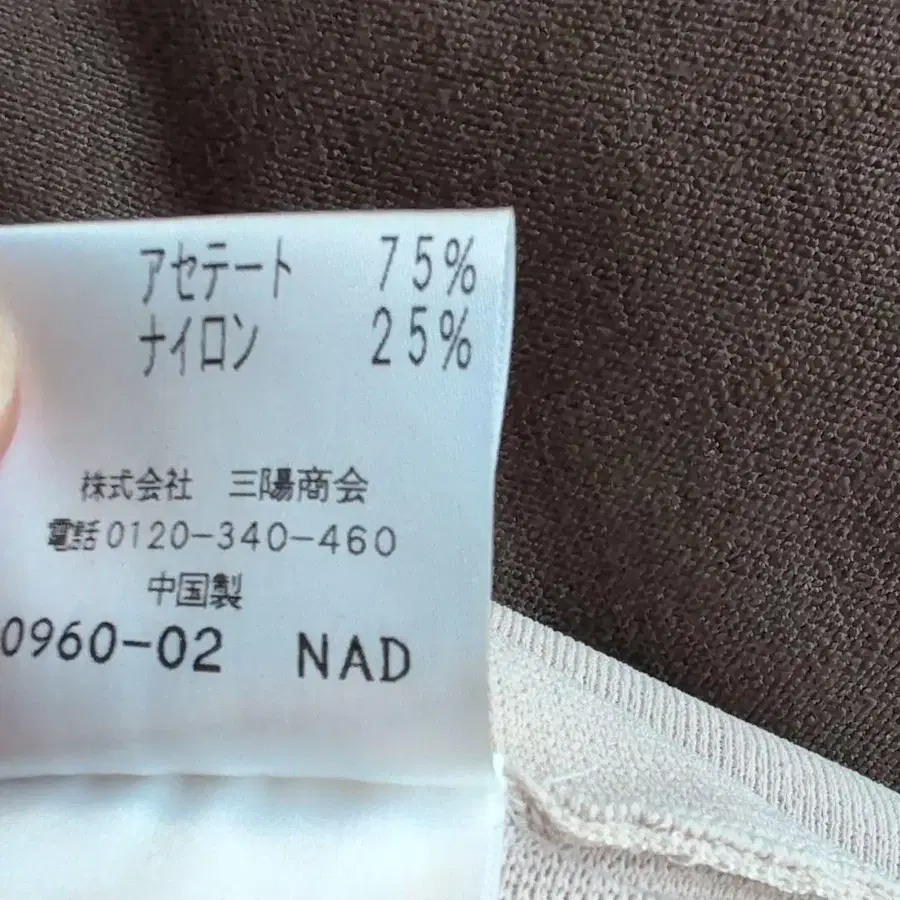 アセテート 75%
ナイロン 25%
株式会社 三陽商会
電話0120-340-460
中国製
0960-02 NAD